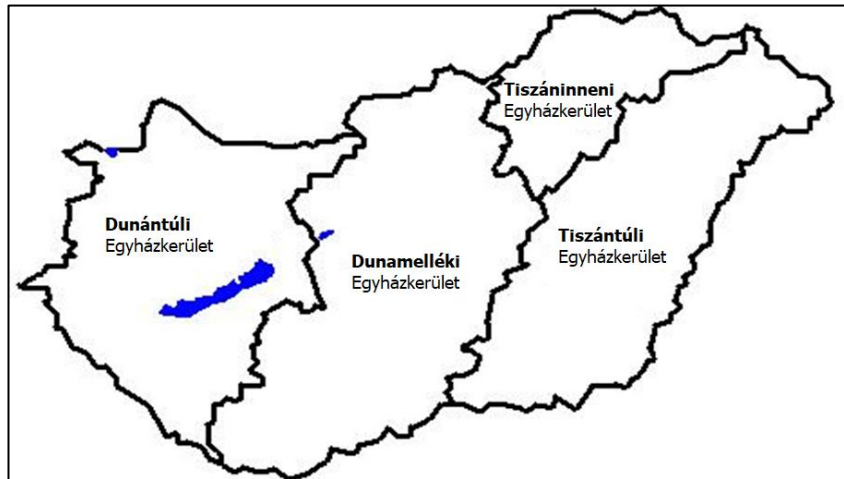 Tiszáninneni
Egyházkerület
Dunántúli
Egyházkerület
Dunamelléki
Egyházkerület
Tiszántúli
Egyházkerület